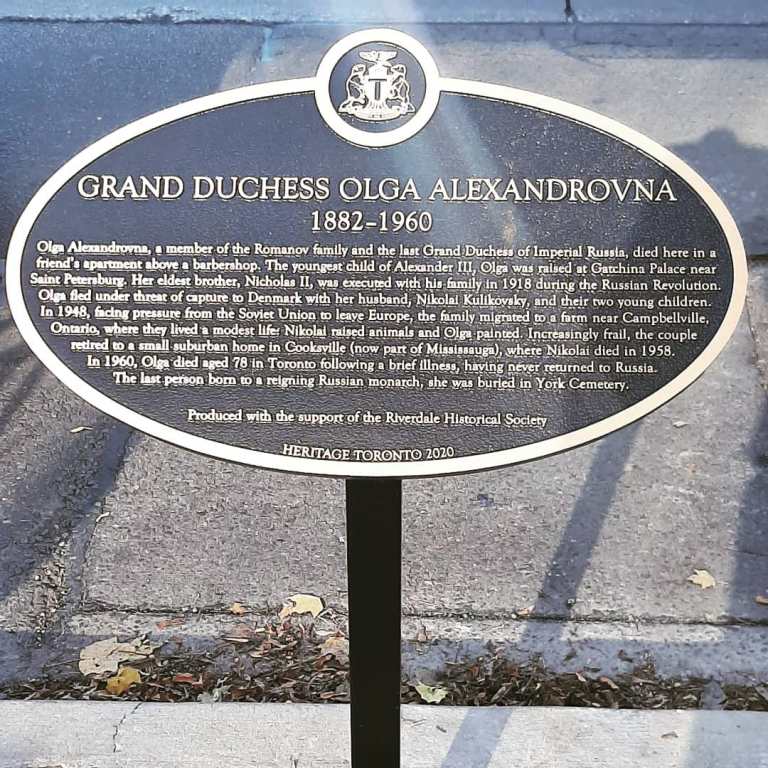 GRAND DUCHESS OLGA ALEXANDROVNA
1882-1960
Olga Alexandrovna, a member of the Romanov family and the last Grand Duchess of Imperial Russia, died here in a
friend's apartment above a barbershop. The youngest child of Alexander III, Olga was raised at Gatchina Palace near
Saint Petersburg. Her eldest brother, Nicholas II, was executed with his family in 1918 during the Russian Revolution.
Olga fled under threat of capture to Denmark with her husband, Nikolai Kulikovsky, and their two young children.
In 1948, facing pressure from the Soviet Union to leave Europe, the family migrated to a farm near Campbellville,
Ontario, where they lived a modest life: Nikolai raised animals and Olga painted. Increasingly frail, the couple
retired to a small suburban home in Cooksville (now part of Mississauga), where Nikolai died in 1958.
In 1960, Olga died aged 78 in Toronto following a brief illness, having never returned to Russia.
The last person born to a reigning Russian monarch, she was buried in York Cemetery.
Produced with the support of the Riverdale Historical Society
HERITAGE TORONTO 2020